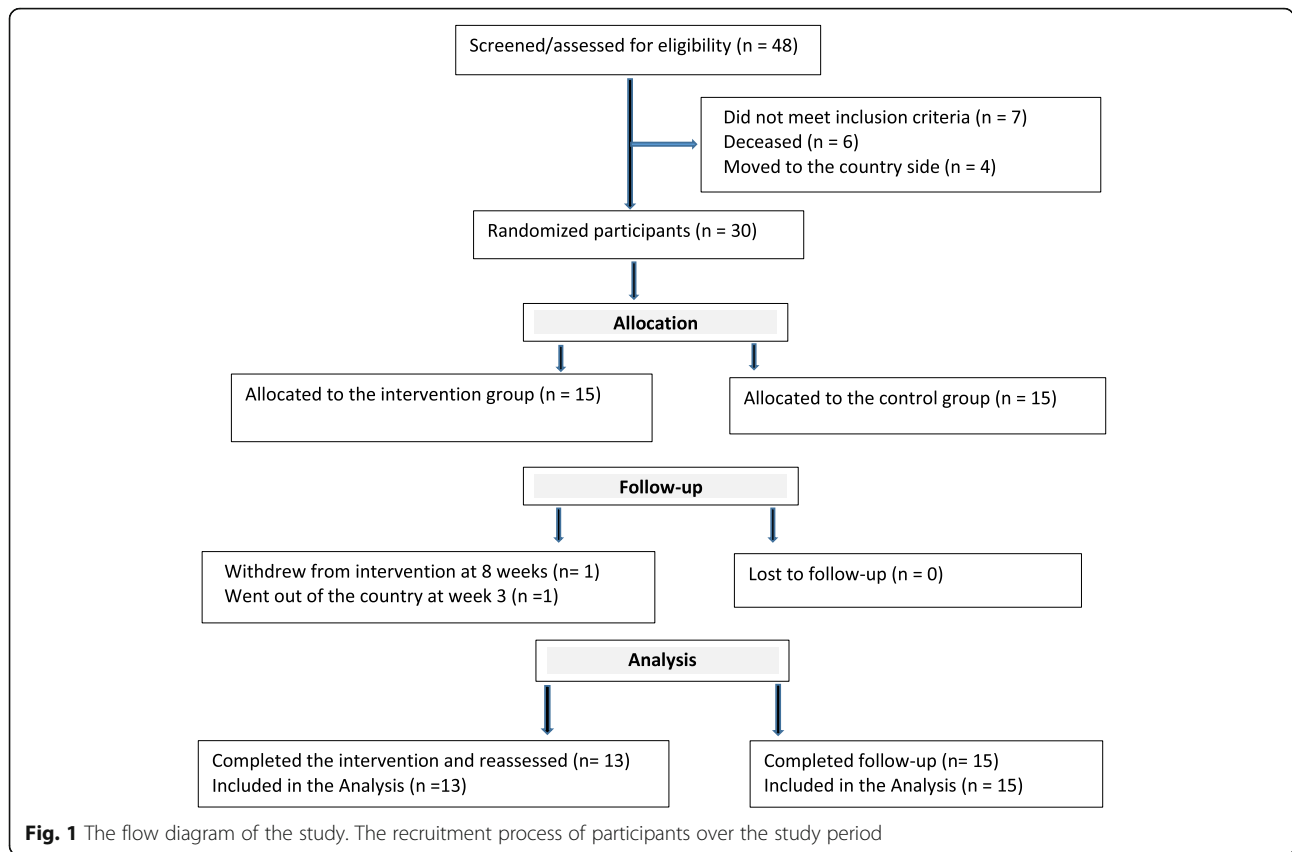 Screened/assessed for eligibility (n = 48)
Did not meet inclusion criteria (n = 7)
Deceased (n = 6)
Moved to the country side (n = 4)
Randomized participants (n = 30)
Allocation
Allocated to the intervention group (n = 15)
Allocated to the control group (n = 15)
Follow-up
Withdrew from intervention at 8 weeks (n= 1)
Went out of the country at week 3 (n =1)
Lost to follow-up (n = 0)
Analysis
Completed the intervention and reassessed (n= 13)
Included in the Analysis (n =13)
Completed follow-up (n= 15)
Included in the Analysis (n = 15)
Fig. 1 The flow diagram of the study. The recruitment process of participants over the study period